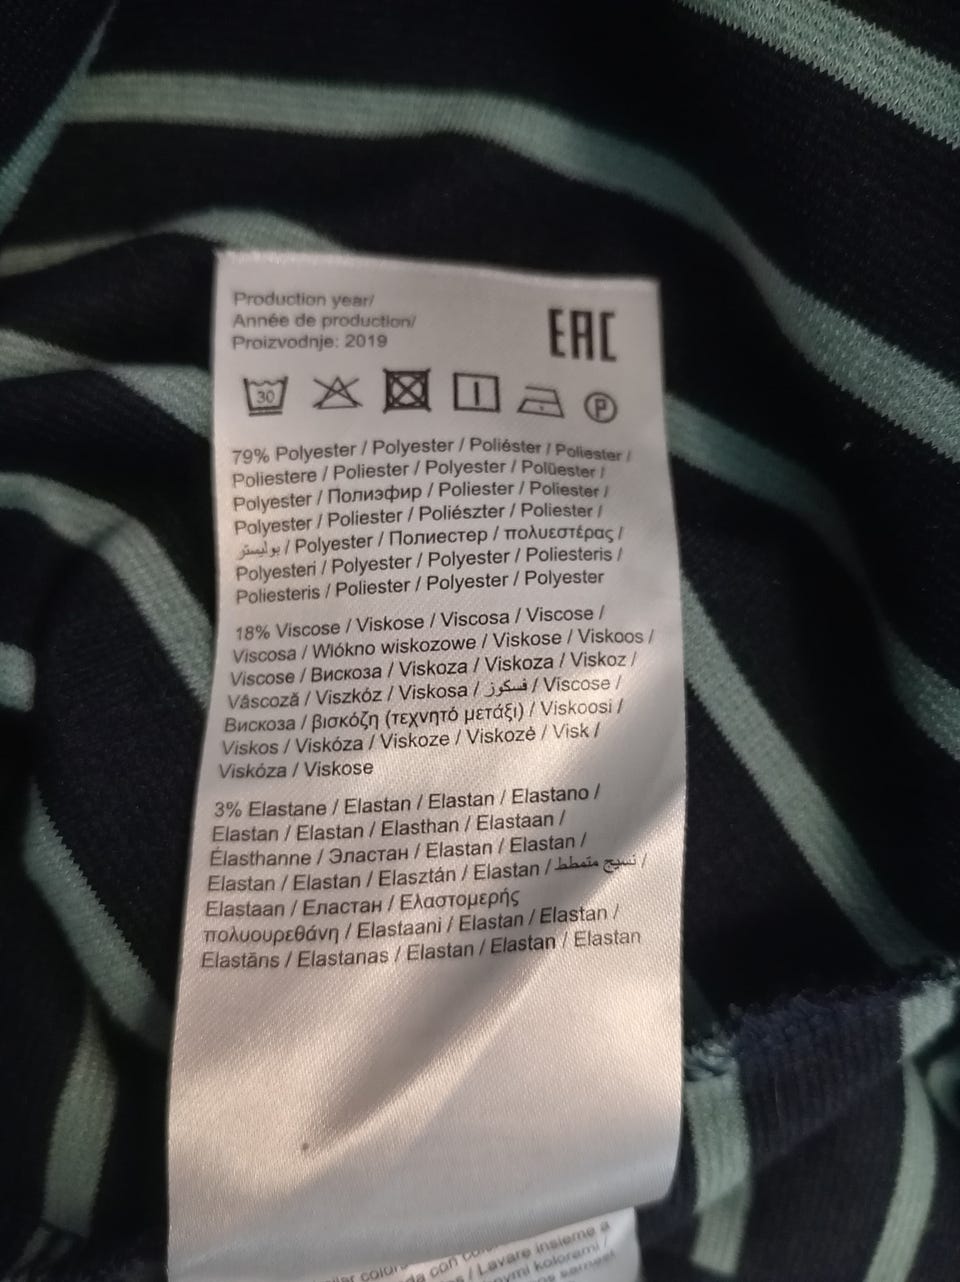 Production year/
Année de production/
Proizvodnje: 2019
EAC
30
P
79% Polyester / Polyester / Poliéster / Poliester /
Poliestere / Poliester / Polyester / Polüester /
Polyester / Полиэфир / Poliester / Poliester /
Polyester / Poliester / Poliészter / Poliester /
بوليستر / Polyester / Полиестер / πολυεστέρας /
Polyesteri / Polyester / Polyester / Poliesteris /
Poliesteris / Poliester / Polyester / Polyester
18% Viscose / Viskose / Viscosa / Viscose /
Viscosa / Włókno wiskozowe / Viskose / Viskoos /
Viscose / Вискоза / Viskoza / Viskoza / Viskoz /
Vâscoză / Viszkóz / Viskosa / فسكوز / Viscose /
Вискоза / βισκόζη (τεχνητό μετάξι) / Viskoosi /
Viskos / Viskóza / Viskoze / Viskozė / Visk /
Viskóza / Viskose
3% Elastane / Elastan / Elastan / Elastano /
Elastan / Elastan / Elasthan / Elastaan /
Élasthanne / Эластан / Elastan / Elastan /
Elastan / Elastan / Elasztán / Elastan / نسيج متمطط /
Elastaan / Еластан / Ελαστομερής
πολυουρεθάνη / Elastaani / Elastan / Elastan /
Elastāns / Elastanas / Elastan / Elastan / Elastan
Lavare insieme a
da con
kolorami /